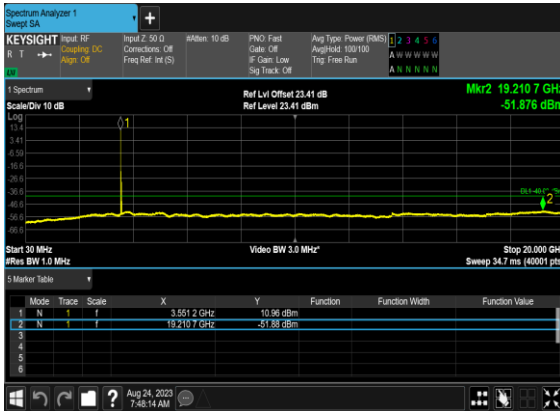 Spectrum Analyzer 1
Swept SA
+
KEYSIGHT Input: RF Input Z: 50 Ω #Atten: 10 dB PNO: Fast Avg Type: Power (RMS) 1 2 3 4 5 6
R T Coupling: DC Corrections: Off Gate: Off Avg|Hold: 100/100 A W W W W W
Align: Off Freq Ref: Int (S) IF Gain: Low Trig: Free Run
Sig Track: Off A N N N N N
1 Spectrum Ref Lvl Offset 23.41 dB Mkr2 19.210 7 GHz
Scale/Div 10 dB Ref Level 23.41 dBm -51.876 dBm
Log
13.4
3.41
-6.59
-16.6
-26.6
-36.6
-46.6
-56.6
-66.6
1
2
Start 30 MHz Video BW 3.0 MHz* Stop 20.000 GH
#Res BW 1.0 MHz Sweep 34.7 ms (40001 pts
5 Marker Table
Mode Trace Scale X Y Function Function Width Function Value
1 N 1 f 3.551 2 GHz 10.96 dBm
2 N 1 f 19.210 7 GHz -51.88 dBm
3
4
5
6
? Aug 24, 2023
7:48:14 AM